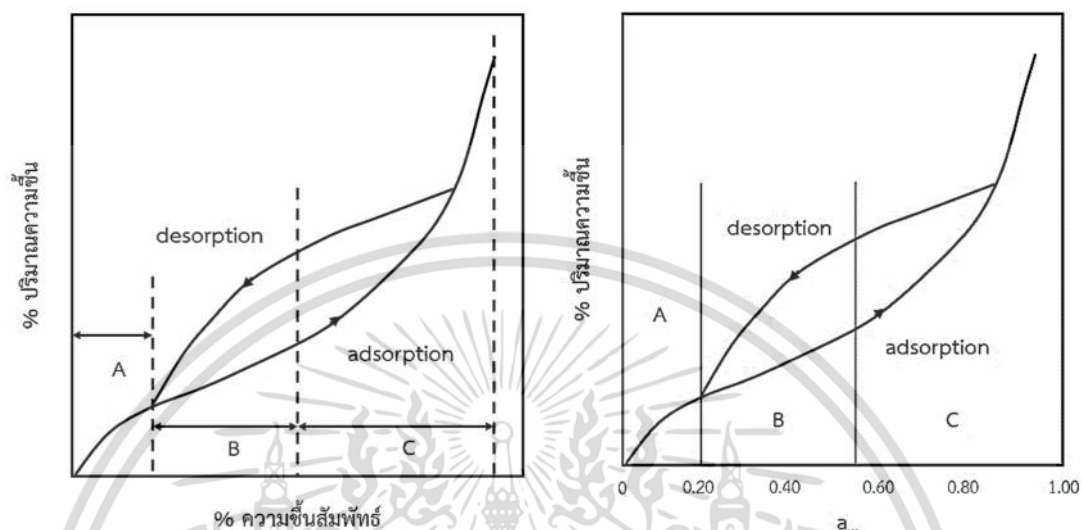 % ปริมาณความชื้น
desorption
adsorption
A
B
C
% ความชื้นสัมพัทธ์
% ปริมาณความชื้น
desorption
A
adsorption
B
C
0 0.20 0.40 0.60 0.80 1.00